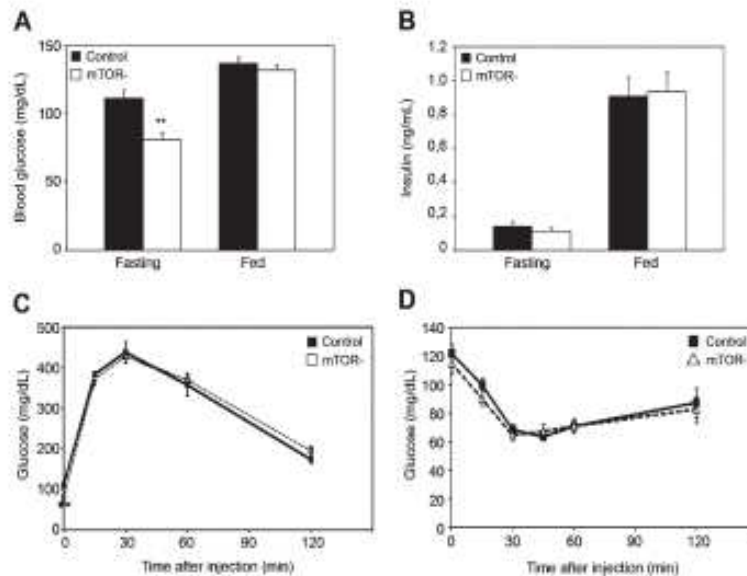 A
150
100
50
0
Blood glucose (mg/dL)
Control
mTOR-
**
Fasting
Fed
B
1,2
1,0
0,8
0,6
0,4
0,2
0
Insulin (ng/mL)
Control
mTOR-
Fasting
Fed
C
500
400
300
200
100
0
Glucose (mg/dL)
Control
mTOR-
**
0
30
60
90
120
Time after injection (min)
D
140
120
100
80
60
40
20
0
Glucose (mg/dL)
Control
mTOR-
0
30
60
90
120
Time after injection (min)